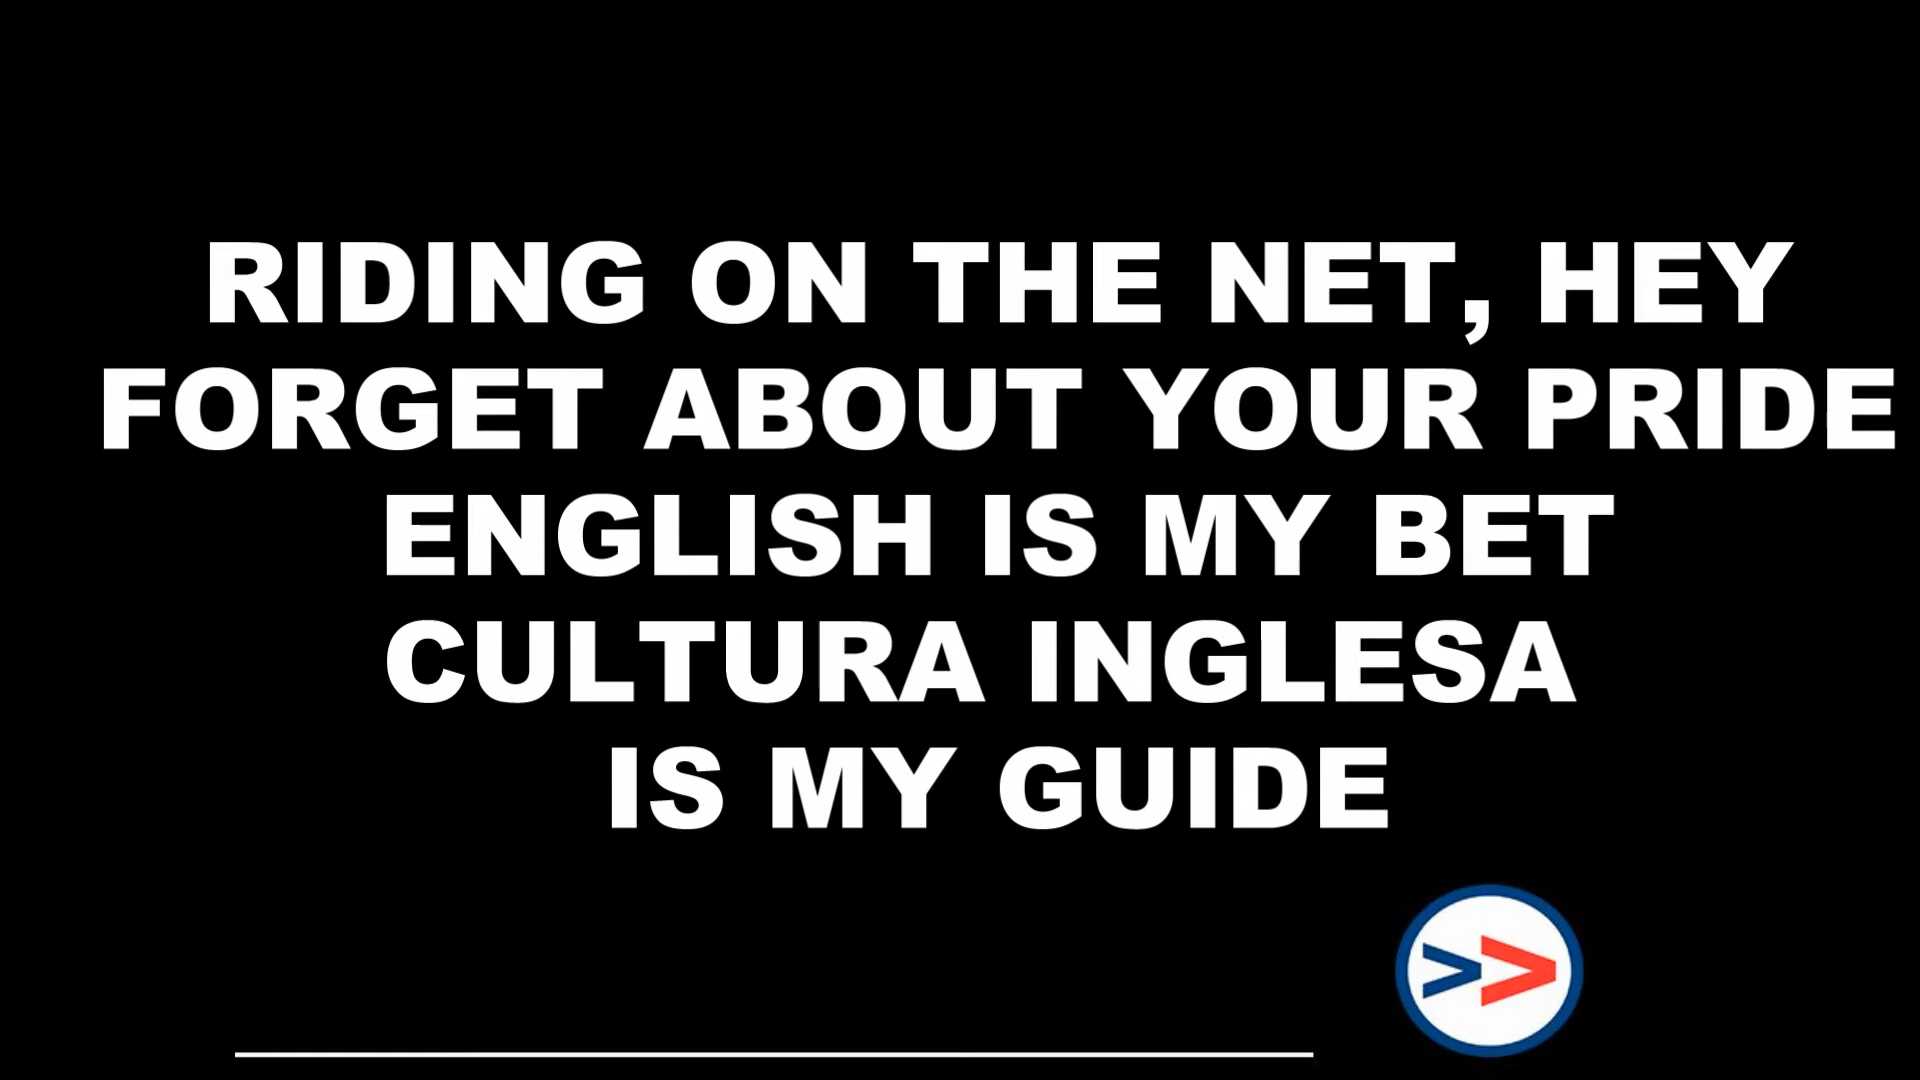 RIDING ON THE NET, HEY
FORGET ABOUT YOUR PRIDE
ENGLISH IS MY BET
CULTURA INGLESA
IS MY GUIDE